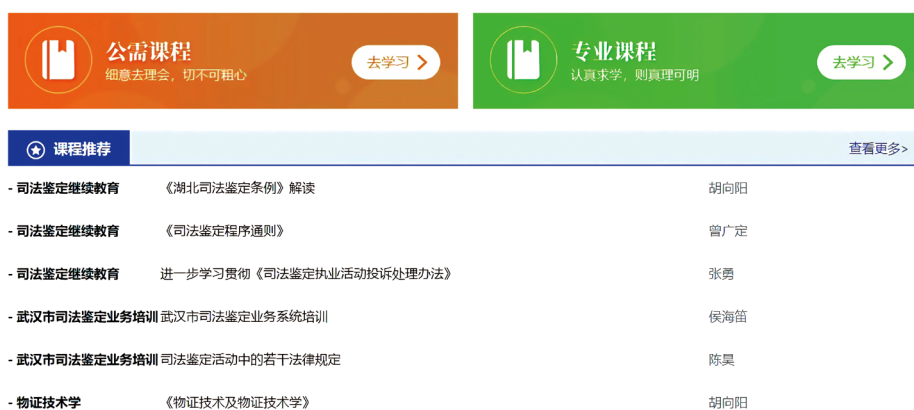 公需课程
细意去理会，切不可粗心
去学习
专业课程
认真求学，则真理可明
去学习
课程推荐 查看更多>
- 司法鉴定继续教育 《湖北司法鉴定条例》解读 胡向阳
- 司法鉴定继续教育 《司法鉴定程序通则》 曾广定
- 司法鉴定继续教育 进一步学习贯彻《司法鉴定执业活动投诉处理办法》 张勇
- 武汉市司法鉴定业务培训 武汉市司法鉴定业务系统培训 侯海笛
- 武汉市司法鉴定业务培训 司法鉴定活动中的若干法律规定 陈昊
- 物证技术学 《物证技术及物证技术学》 胡向阳